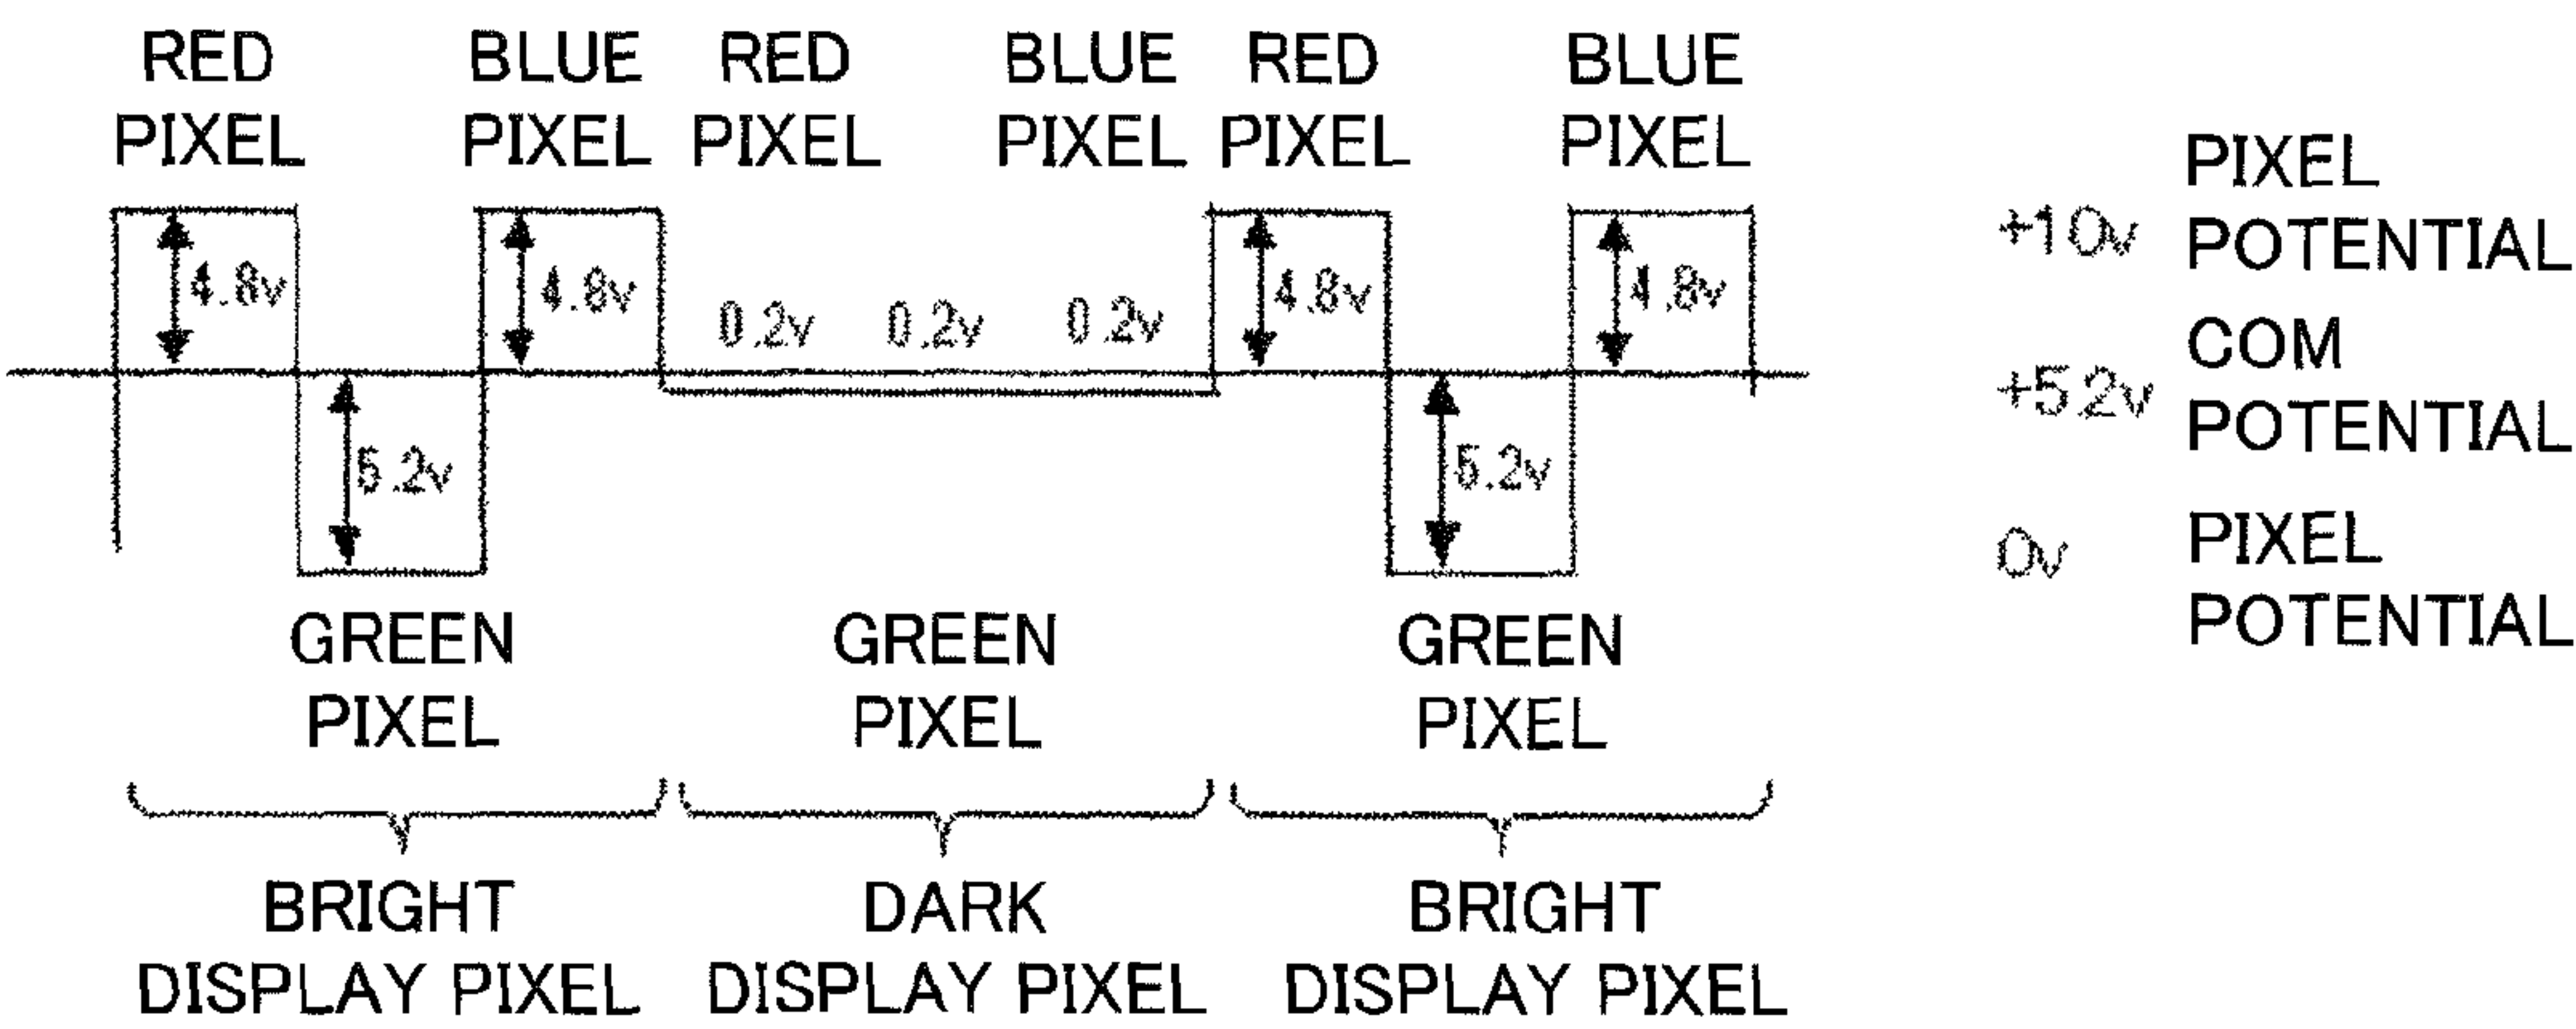 RED BLUE RED BLUE RED BLUE
PIXEL PIXEL PIXEL PIXEL PIXEL PIXEL
4.8v 4.8v 0.2v 0.2v 0.2v 4.8v 4.8v
5.2v 5.2v
GREEN GREEN GREEN
PIXEL PIXEL PIXEL
BRIGHT DARK BRIGHT
DISPLAY PIXEL DISPLAY PIXEL DISPLAY PIXEL
PIXEL
+10v POTENTIAL
COM
+5.2v POTENTIAL
0v PIXEL
POTENTIAL